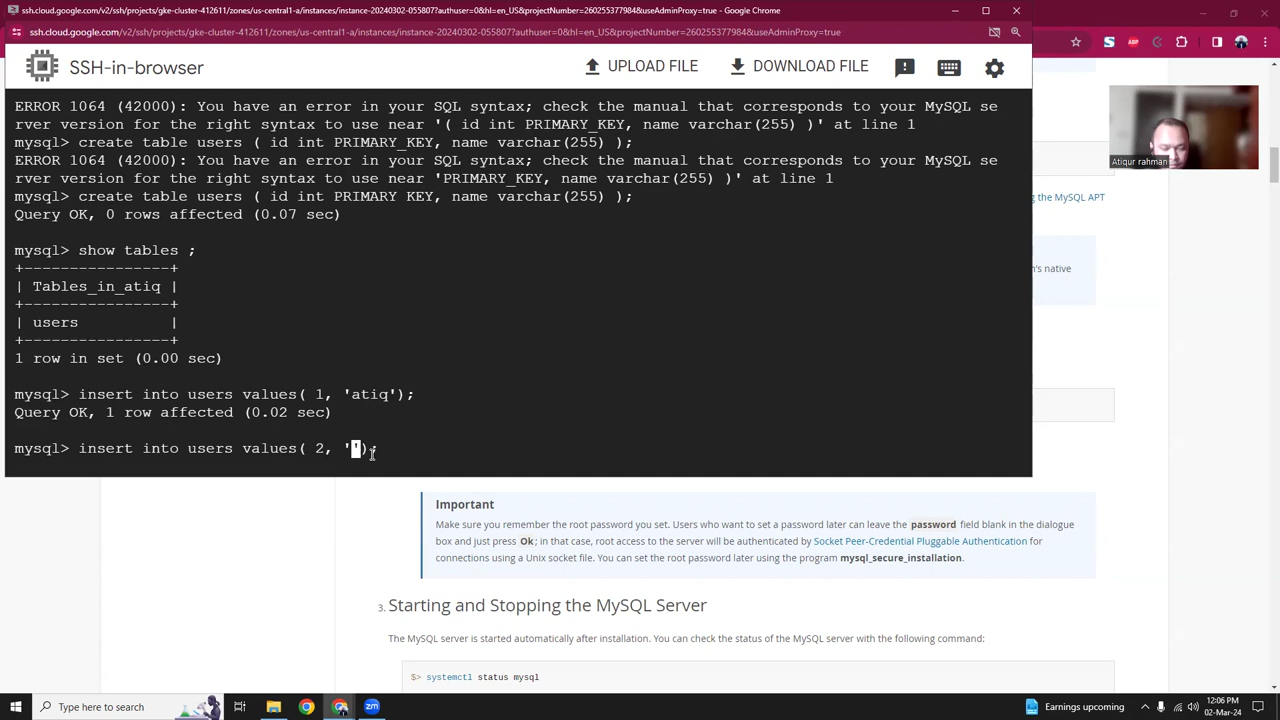 ssh.cloud.google.com/v2/ssh/projects/gke-cluster-412611/zones/us-central1-a/instances/instance-20240302-055807?authuser=0&hl=en_US&projectNumber=260255377984&useAdminProxy=true - Google Chrome
ssh.cloud.google.com/v2/ssh/projects/gke-cluster-412611/zones/us-central1-a/instances/instance-20240302-055807?authuser=0&hl=en_US&projectNumber=260255377984&useAdminProxy=true
SSH-in-browser
UPLOAD FILE
DOWNLOAD FILE
ERROR 1064 (42000): You have an error in your SQL syntax; check the manual that corresponds to your MySQL se
rver version for the right syntax to use near '( id int PRIMARY_KEY, name varchar(255) )' at line 1
mysql> create table users ( id int PRIMARY_KEY, name varchar(255) );
ERROR 1064 (42000): You have an error in your SQL syntax; check the manual that corresponds to your MySQL se
rver version for the right syntax to use near 'PRIMARY_KEY, name varchar(255) )' at line 1
mysql> create table users ( id int PRIMARY KEY, name varchar(255) );
Query OK, 0 rows affected (0.07 sec)
mysql> show tables ;
+----------------+
| Tables_in_atiq |
+----------------+
| users          |
+----------------+
1 row in set (0.00 sec)
mysql> insert into users values( 1, 'atiq');
Query OK, 1 row affected (0.02 sec)
mysql> insert into users values( 2, '');
ABP
Atiqur rahman
g the MySQL APT
n's native
Important
Make sure you remember the root password you set. Users who want to set a password later can leave the password field blank in the dialogue
box and just press Ok; in that case, root access to the server will be authenticated by Socket Peer-Credential Pluggable Authentication for
connections using a Unix socket file. You can set the root password later using the program mysql_secure_installation.
3. Starting and Stopping the MySQL Server
The MySQL server is started automatically after installation. You can check the status of the MySQL server with the following command:
$> systemctl status mysql
Type here to search
zm
Earnings upcoming
12:06 PM
02-Mar-24